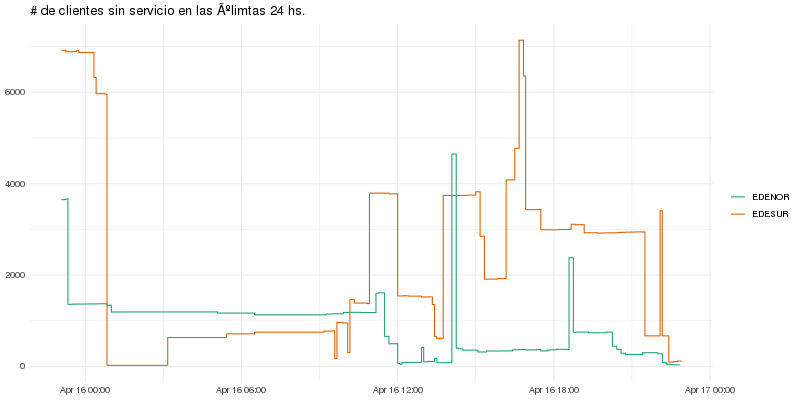 # de clientes sin servicio en las Ãºlimtas 24 hs.
6000
4000
2000
0
Apr 16 00:00
Apr 16 06:00
Apr 16 12:00
Apr 16 18:00
Apr 17 00:00
EDENOR
EDESUR